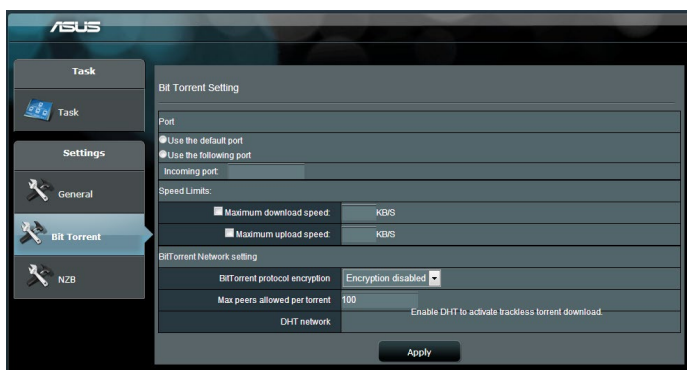 ASUS
Task
Task
Settings
General
Bit Torrent
NZB
Bit Torrent Setting
Port
Use the default port
Use the following port
Incoming port:
Speed Limits:
Maximum download speed: KB/S
Maximum upload speed: KB/S
BitTorrent Network setting
BitTorrent protocol encryption Encryption disabled
Max peers allowed per torrent 100
DHT network Enable DHT to activate trackless torrent download.
Apply